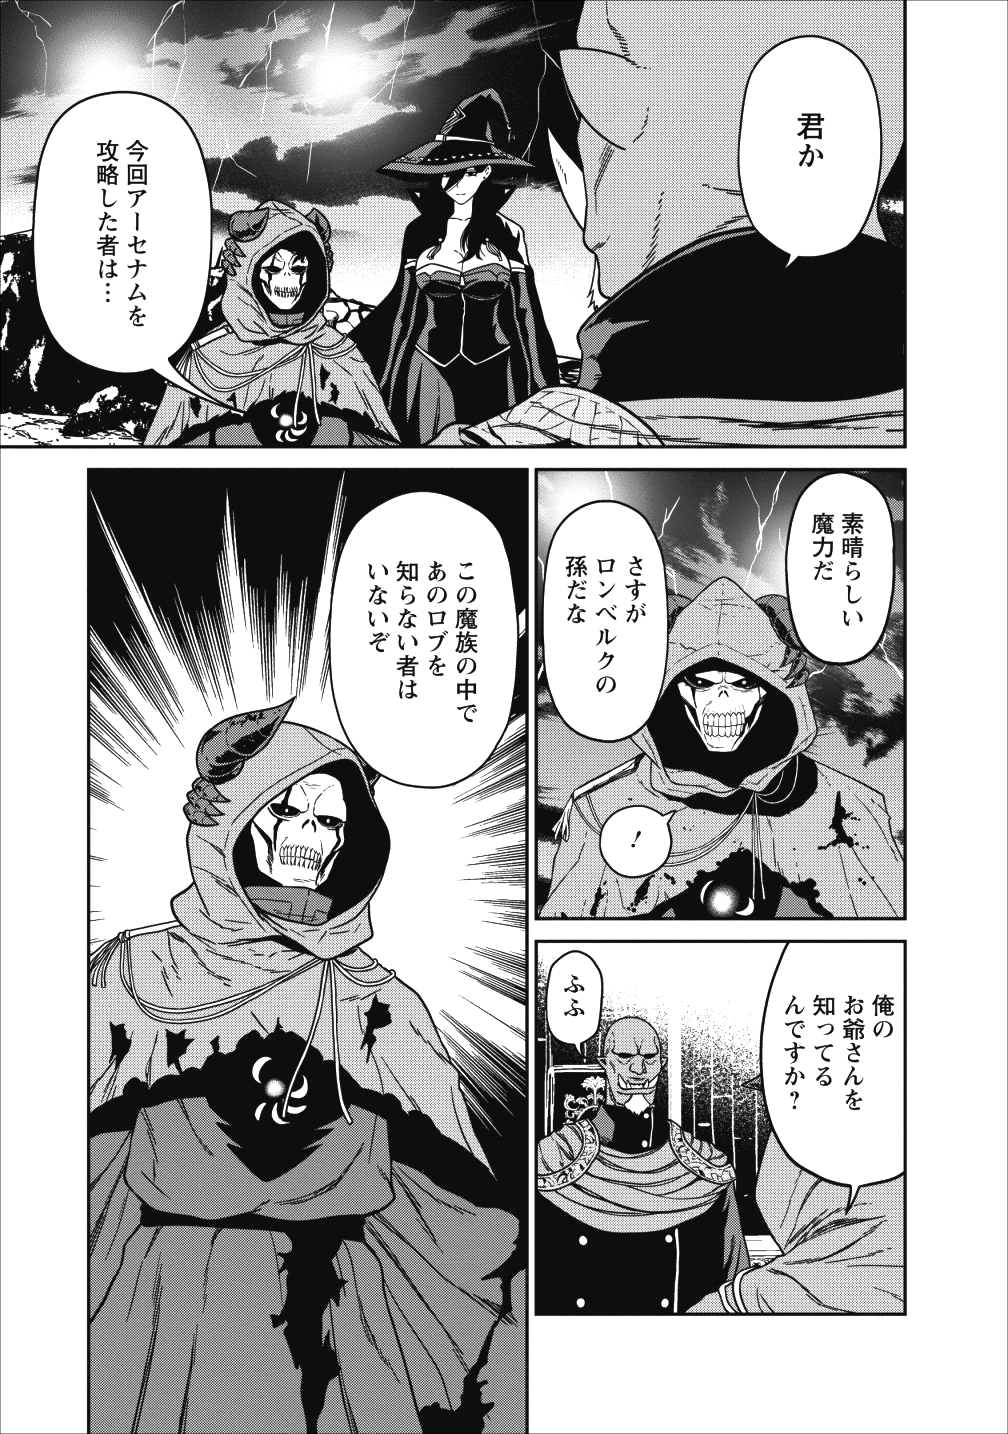 君か
今回アーセナムを
攻略した者は…
素晴らしい
魔力だ
さすが
ロンベルクの
孫だな
！
俺の
お爺さんを
知ってる
んですか？
ふふ
この魔族の中で
あのロブを
知らない者は
いないぞ